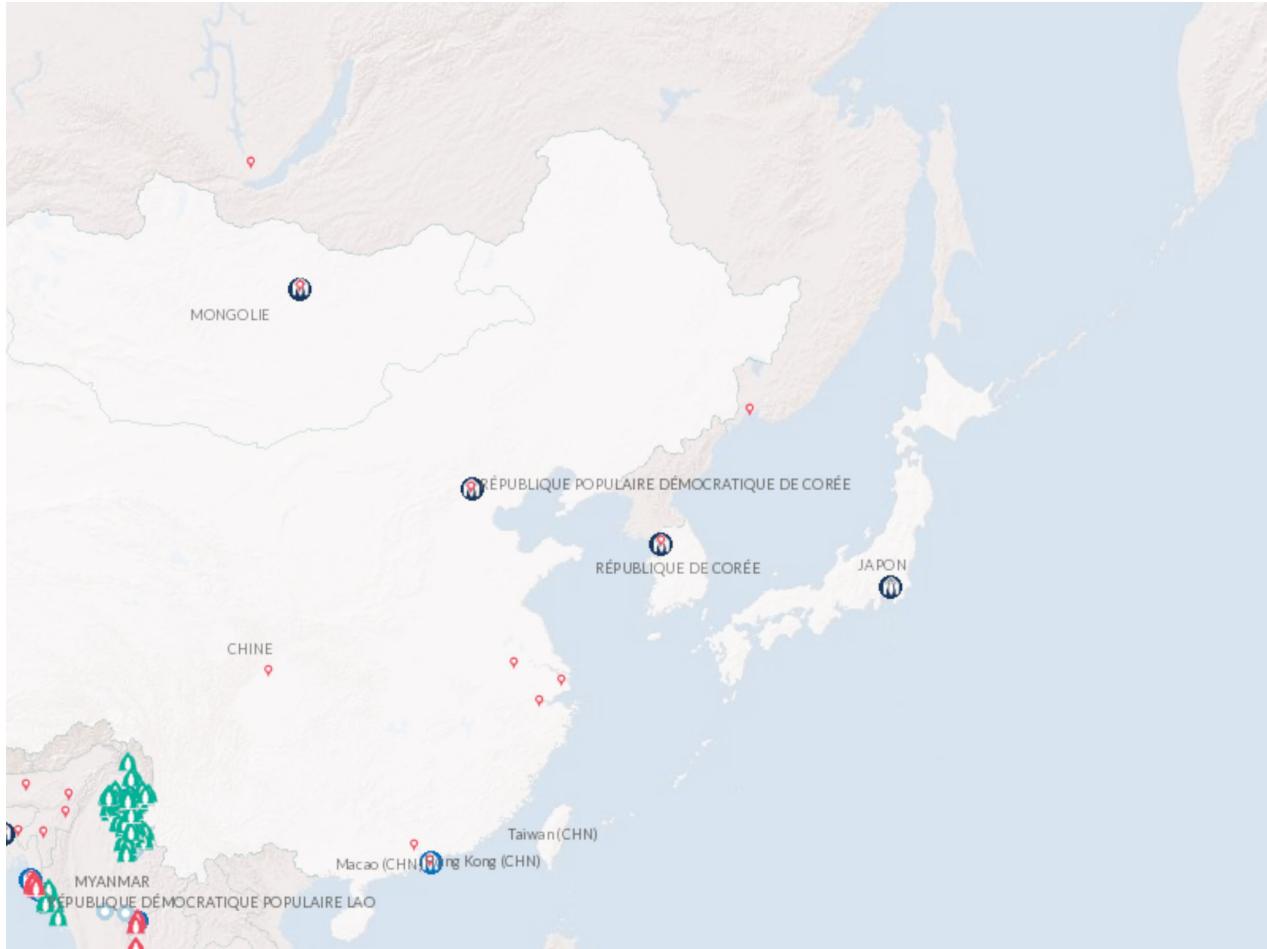 MONGOLIE
RÉPUBLIQUE POPULAIRE DÉMOCRATIQUE DE CORÉE
RÉPUBLIQUE DE CORÉE
JAPON
CHINE
Taiwan (CHN)
Macao (CHN)
ng Kong (CHN)
MYANMAR
RÉPUBLIQUE DÉMOCRATIQUE POPULAIRE LAO